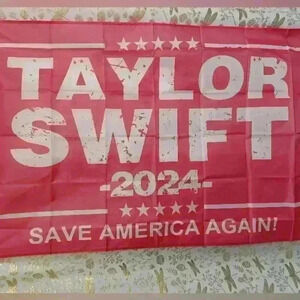 TAYLOR
SWIFT
-2024-
SAVE AMERICA AGAIN!